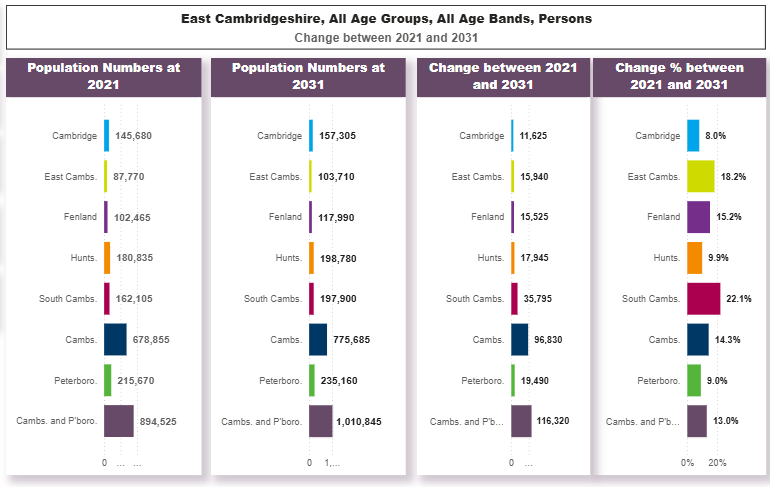 East Cambridgeshire, All Age Groups, All Age Bands, Persons
Change between 2021 and 2031
Population Numbers at
2021
Cambridge 145,680
East Cambs. 87,770
Fenland 102,465
Hunts. 180,835
South Cambs. 162,105
Cambs. 678,855
Peterboro. 215,670
Cambs. and P'boro. 894,525
0 ... ...
Population Numbers at
2031
Cambridge 157,305
East Cambs. 103,710
Fenland 117,990
Hunts. 198,780
South Cambs. 197,900
Cambs. 775,685
Peterboro. 235,160
Cambs. and P'boro. 1,010,845
0 1,...
Change between 2021
and 2031
Cambridge 11,625
East Cambs. 15,940
Fenland 15,525
Hunts. 17,945
South Cambs. 35,795
Cambs. 96,830
Peterboro. 19,490
Cambs. and P'b... 116,320
0 ...
Change % between
2021 and 2031
Cambridge 8.0%
East Cambs. 18.2%
Fenland 15.2%
Hunts. 9.9%
South Cambs. 22.1%
Cambs. 14.3%
Peterboro. 9.0%
Cambs. and P'b... 13.0%
0% 20%